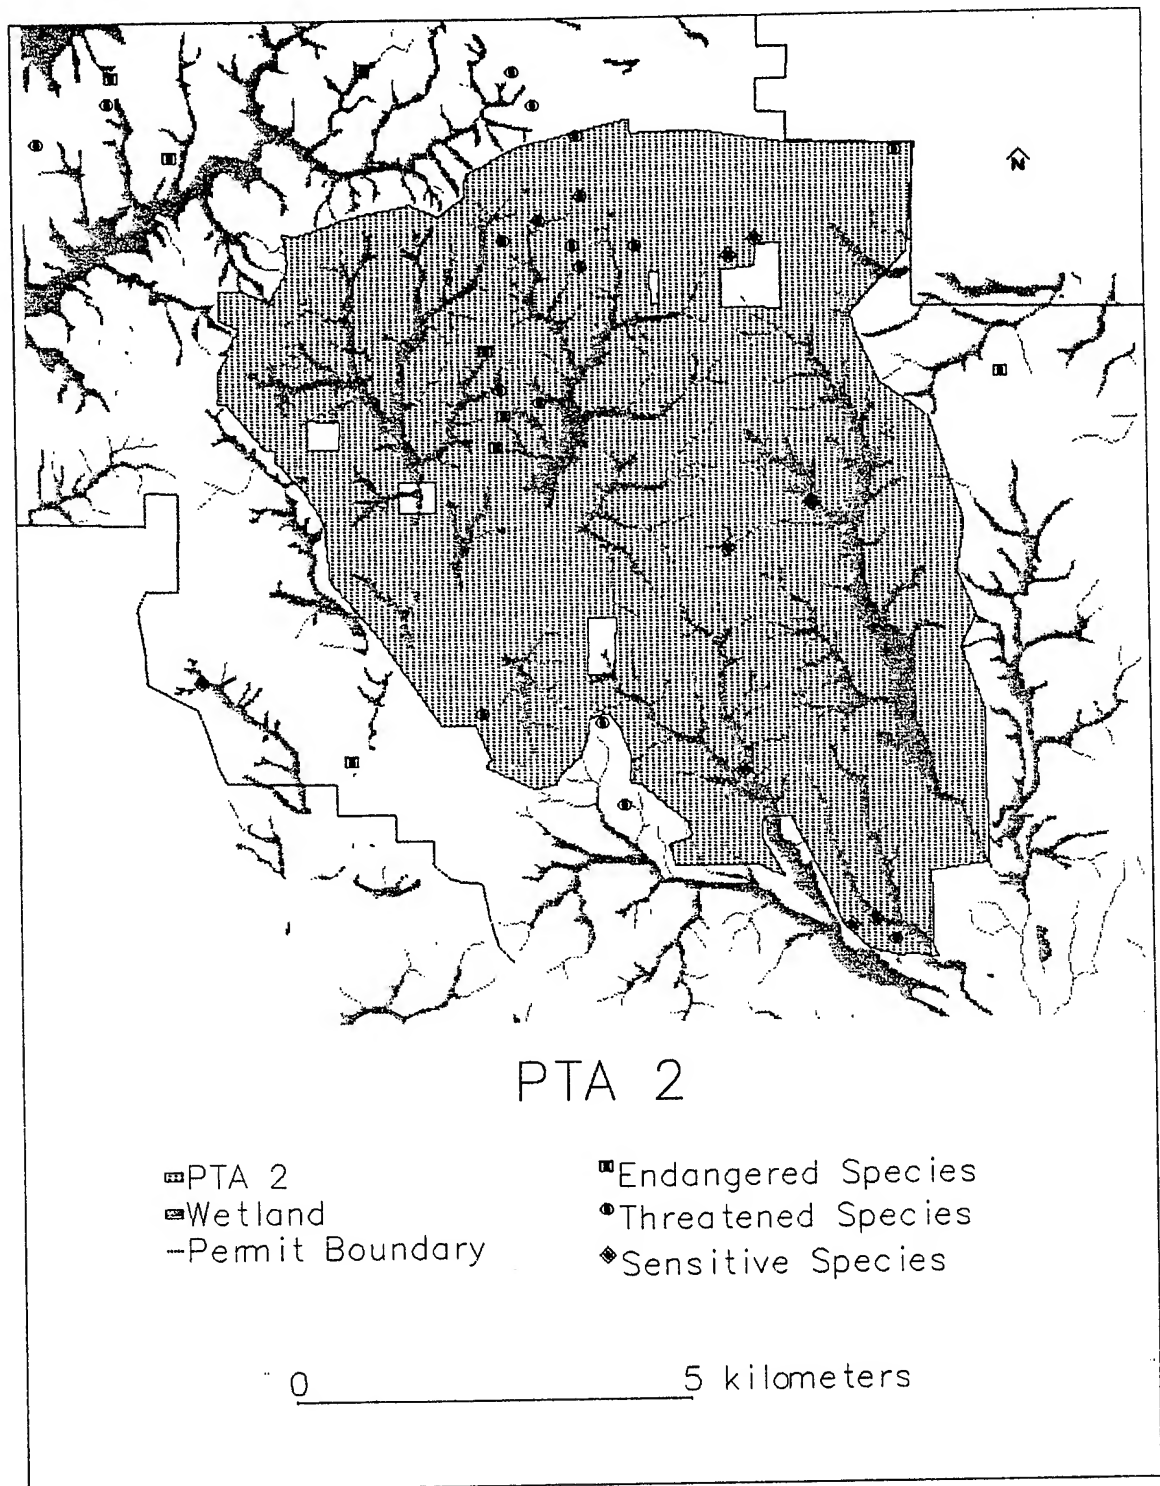 N
PTA 2
PTA 2
Wetland
Permit Boundary
Endangered Species
Threatened Species
Sensitive Species
0 5 kilometers